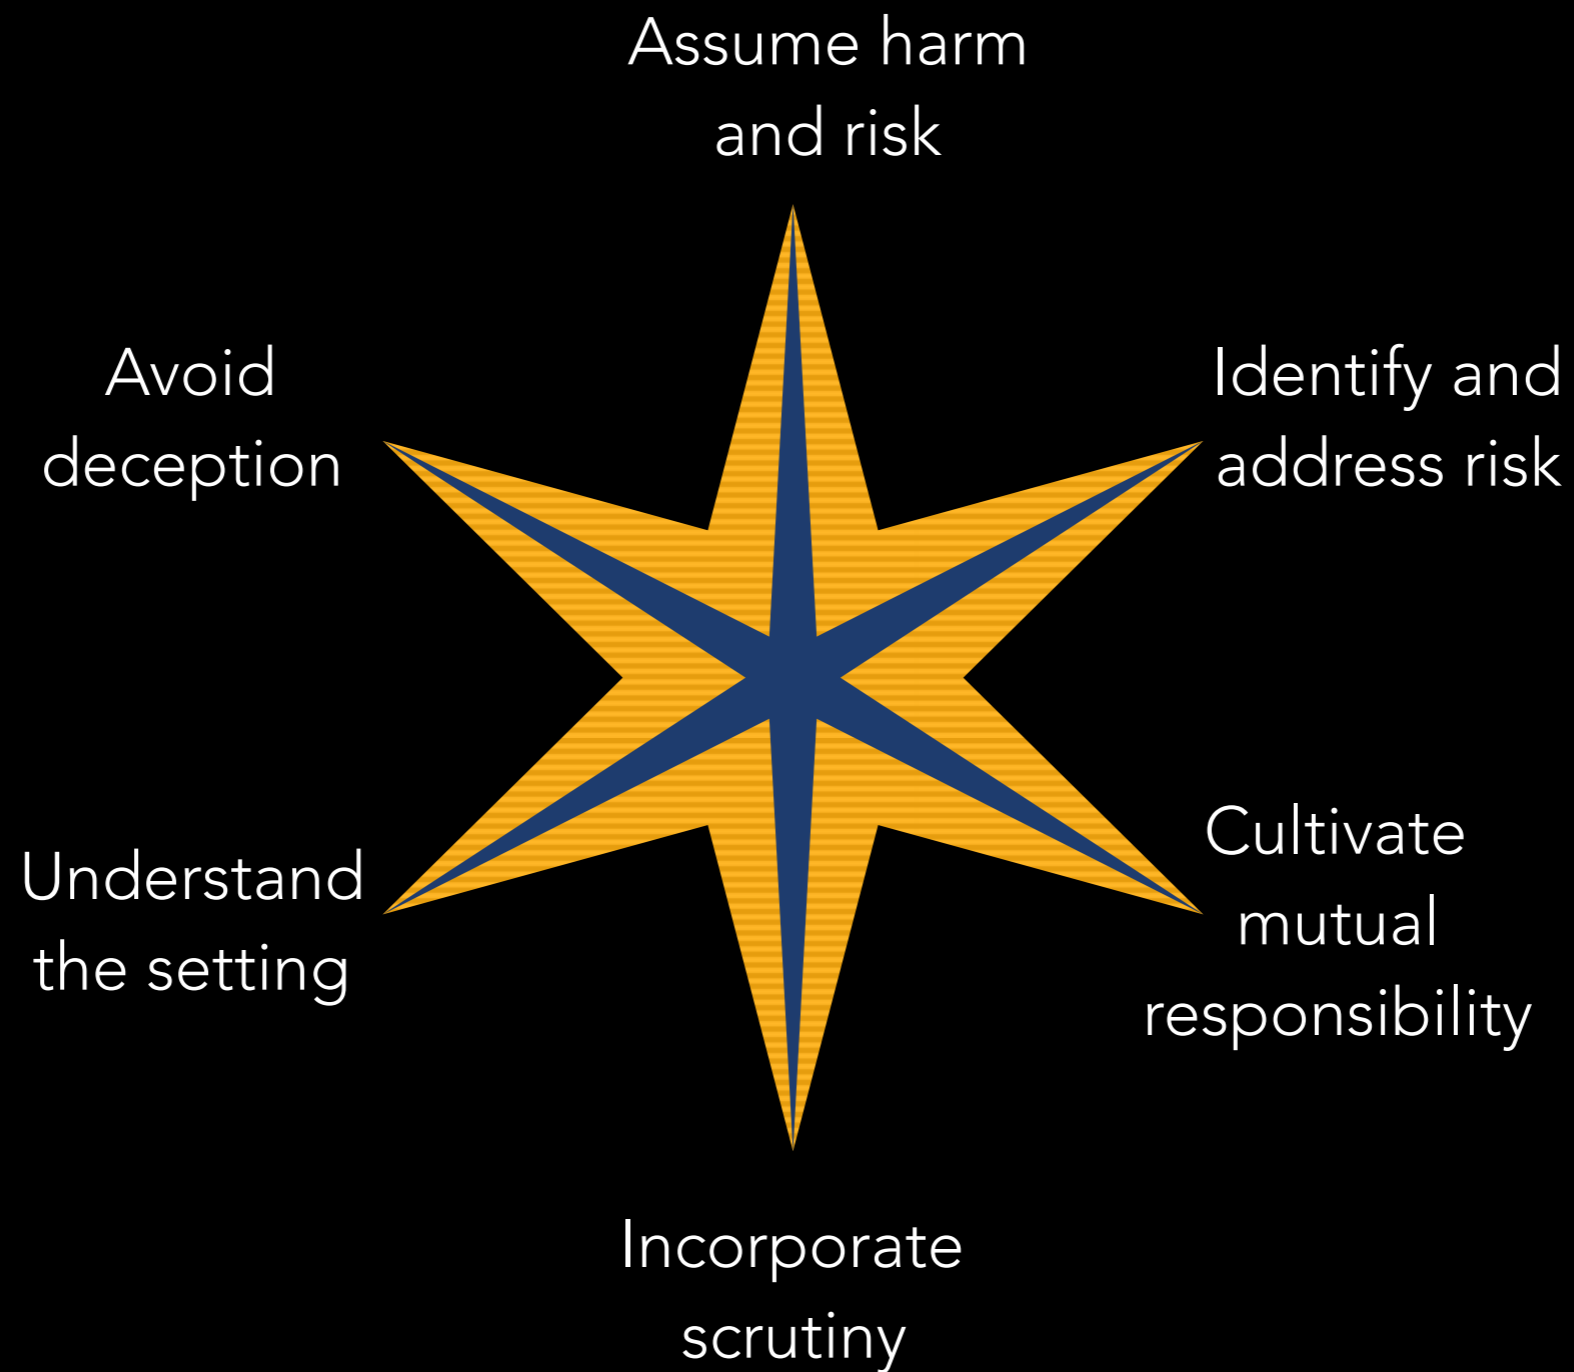 Assume harm
and risk
Identify and
address risk
Cultivate
mutual
responsibility
Incorporate
scrutiny
Understand
the setting
Avoid
deception